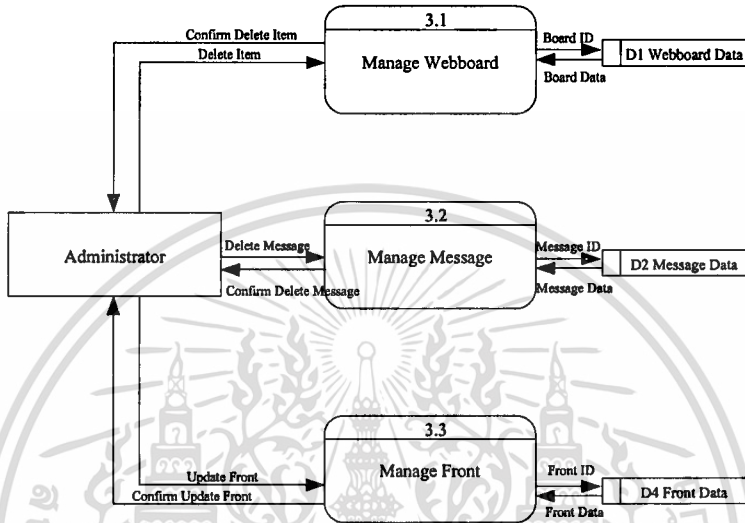 Confirm Delete Item
Delete Item
3.1
Manage Webboard
Board ID
Board Data
D1 Webboard Data
Administrator
Delete Message
Confirm Delete Message
3.2
Manage Message
Message ID
Message Data
D2 Message Data
Update Front
Confirm Update Front
3.3
Manage Front
Front ID
Front Data
D4 Front Data